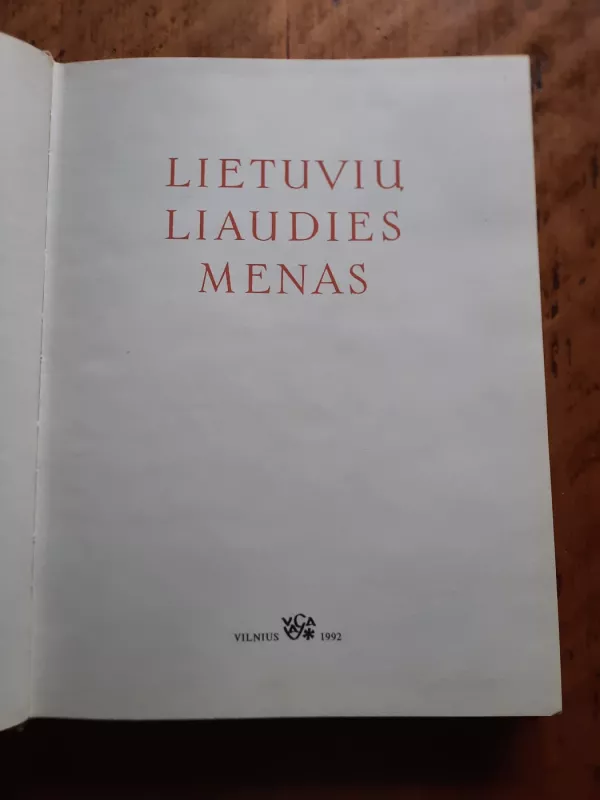 LIETUVIŲ
LIAUDIES
MENAS
VILNIUS VAGA 1992